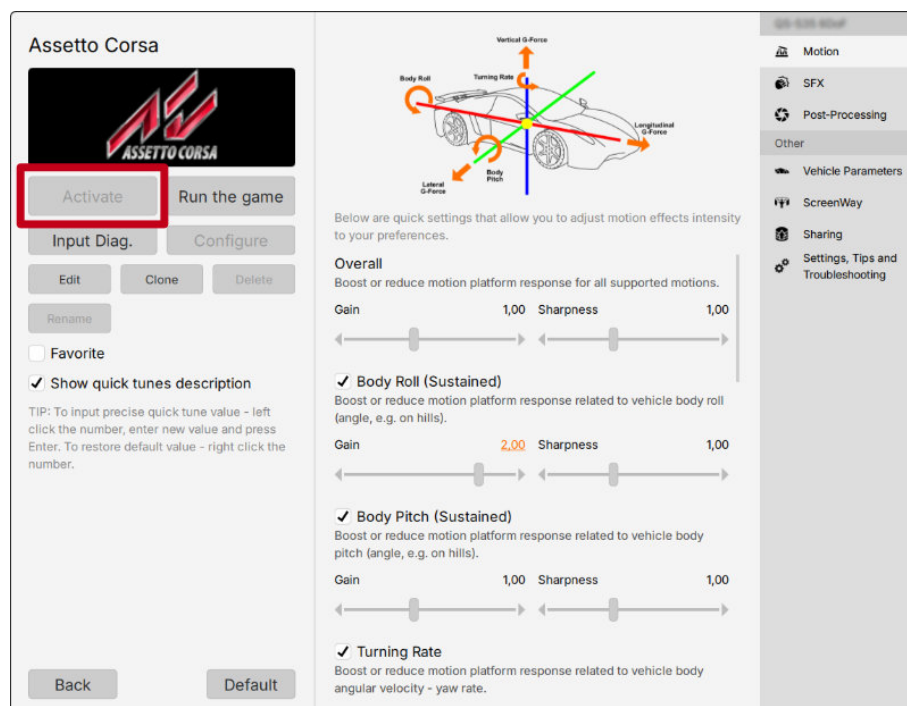 Assetto Corsa
ASSETTO CORSA
Activate
Run the game
Input Diag.
Configure
Edit
Clone
Delete
Rename
Favorite
Show quick tunes description
TIP: To input precise quick tune value - left
click the number, enter new value and press
Enter. To restore default value - right click the
number.
Back
Default
Vertical G-Force
Body Roll
Turning Rate
Longitudinal
G-Force
Body
Pitch
Lateral
G-Force
Below are quick settings that allow you to adjust motion effects intensity
to your preferences.
Overall
Boost or reduce motion platform response for all supported motions.
Gain 1,00 Sharpness 1,00
Body Roll (Sustained)
Boost or reduce motion platform response related to vehicle body roll
(angle, e.g. on hills).
Gain 2,00 Sharpness 1,00
Body Pitch (Sustained)
Boost or reduce motion platform response related to vehicle body
pitch (angle, e.g. on hills).
Gain 1,00 Sharpness 1,00
Turning Rate
Boost or reduce motion platform response related to vehicle body
angular velocity - yaw rate.
Motion
SFX
Post-Processing
Other
Vehicle Parameters
ScreenWay
Sharing
Settings, Tips and
Troubleshooting